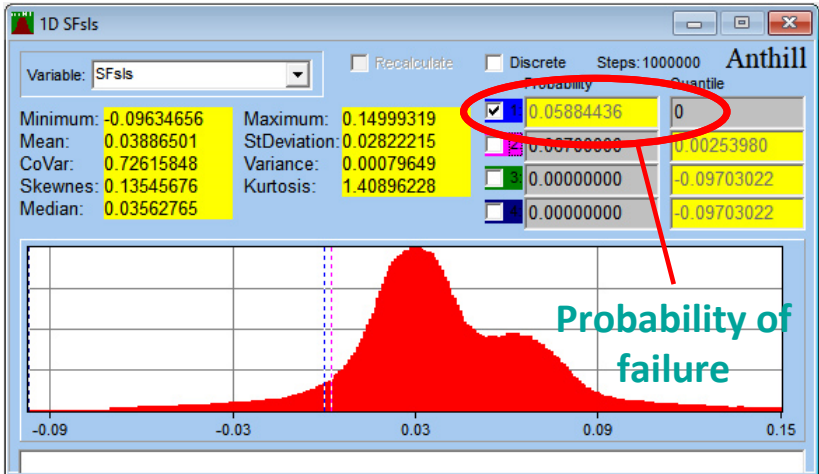 1D SFsls
Variable: SFsls
Recalculate
Discrete Steps: 1000000 Anthill
Probability Quantile
Minimum: -0.09634656 Maximum: 0.14999319
Mean: 0.03886501 StDeviation: 0.02822215
CoVar: 0.72615848 Variance: 0.00079649
Skewnes: 0.13545676 Kurtosis: 1.40896228
Median: 0.03562765
1 0.05884436 0
2 0.06700000 0.00253980
3 0.00000000 -0.09703022
4 0.00000000 -0.09703022
Probability of
failure
-0.09 -0.03 0.03 0.09 0.15